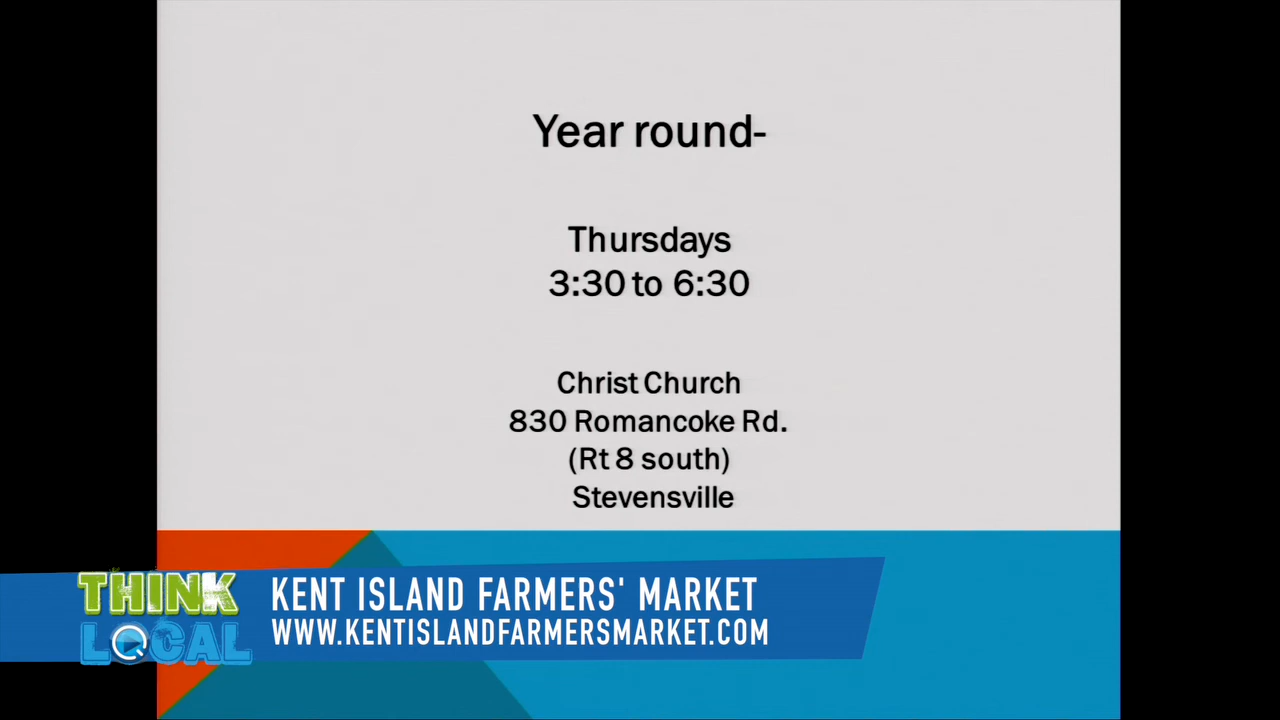 Year round-
Thursdays
3:30 to 6:30
Christ Church
830 Romancoke Rd.
(Rt 8 south)
Stevensville
THINK
LOCAL
KENT ISLAND FARMERS' MARKET
WWW.KENTISLANDFARMERSMARKET.COM